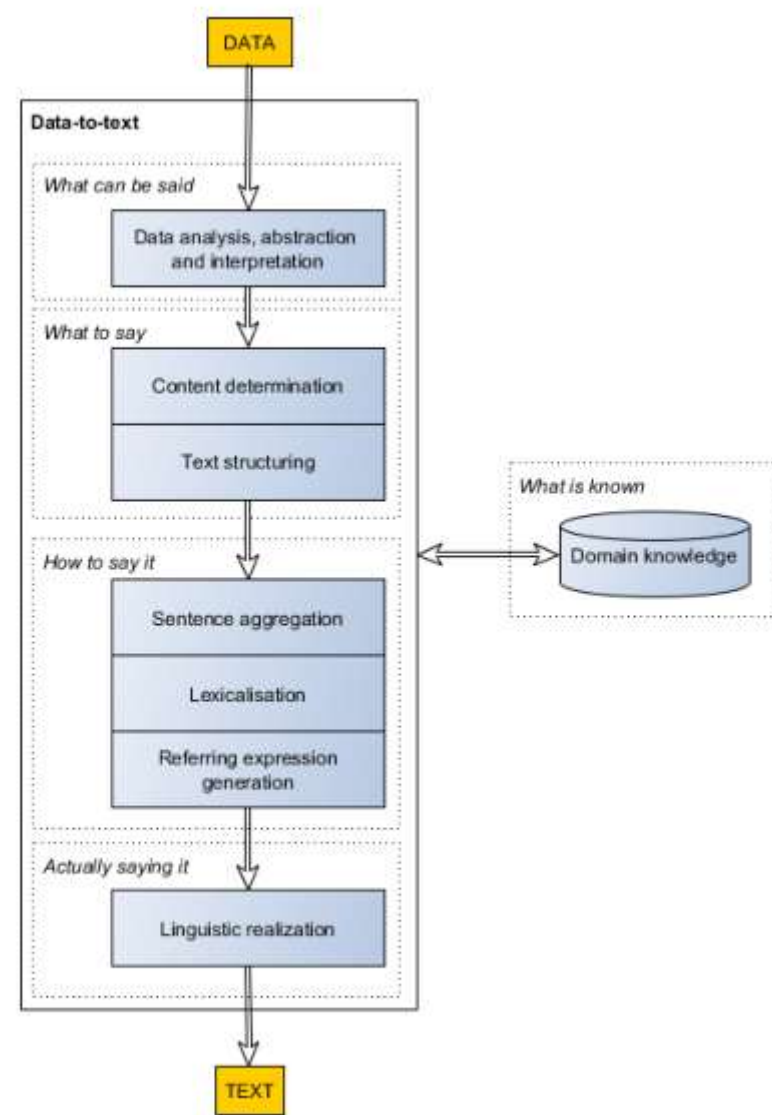 DATA
Data-to-text
What can be said
Data analysis, abstraction
and interpretation
What to say
Content determination
Text structuring
How to say it
Sentence aggregation
Lexicalisation
Referring expression
generation
Actually saying it
Linguistic realization
TEXT
What is known
Domain knowledge